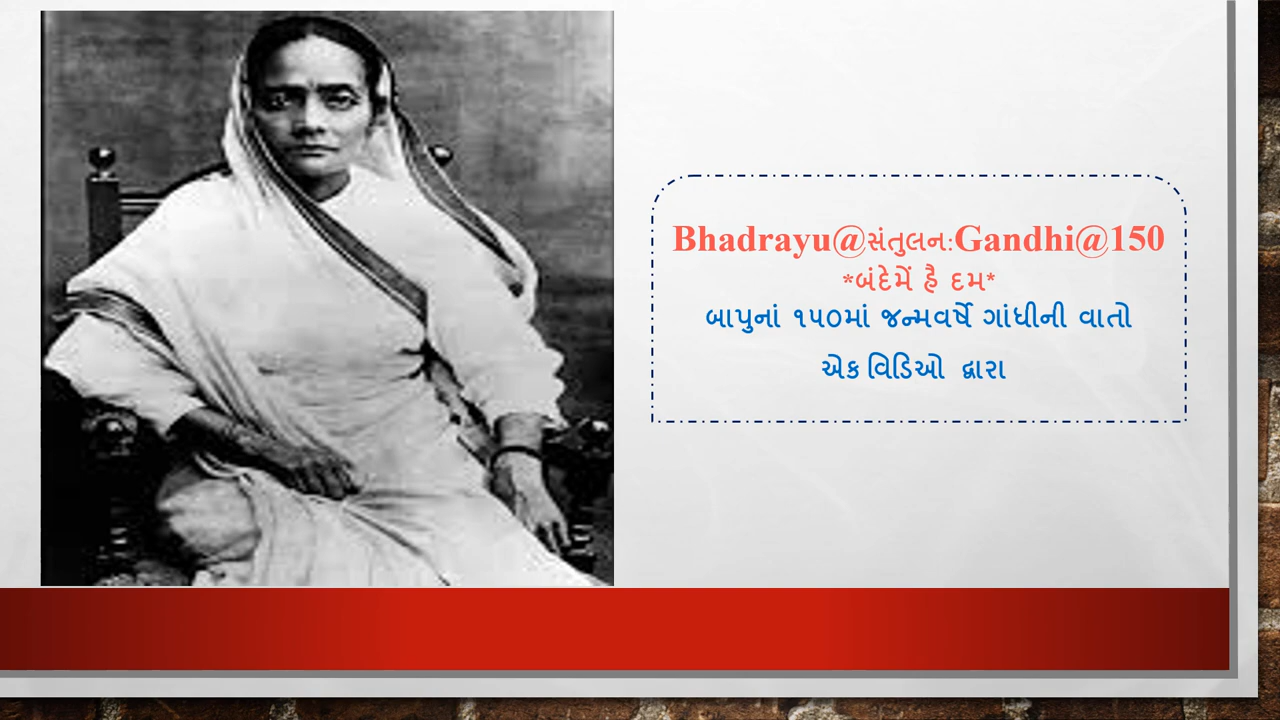 Bhadrayu@સંતુલન:Gandhi@150
*બંદેમેં હૈ દમ*
બાપુનાં ૧૫૦માં જન્મવર્ષે ગાંધીની વાતો
એક વિડિઓ દ્વારા